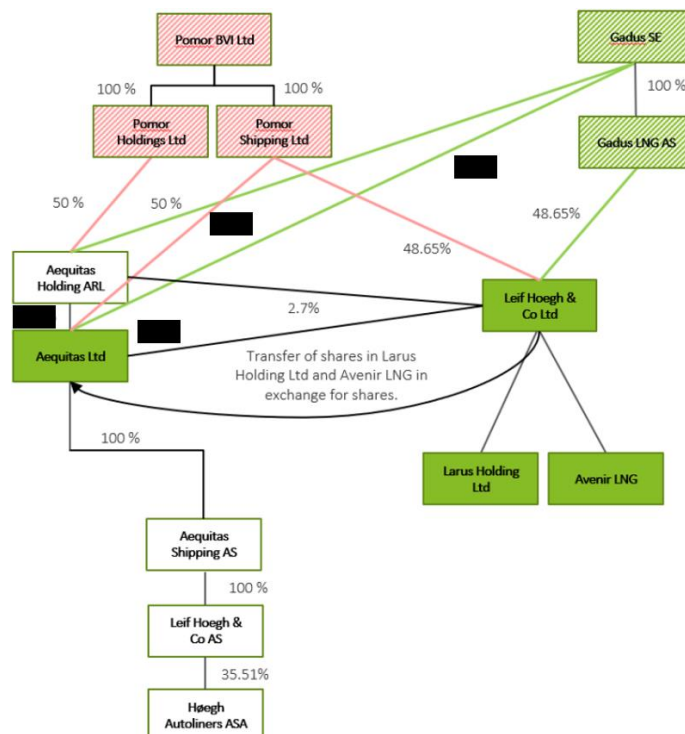 Pomor BVI Ltd
Gadus SE
100 %
100 %
100 %
Pomor
Holdings Ltd
Pomor
Shipping Ltd
Gadus LNG AS
50 %
50 %
48.65%
48.65%
Aequitas
Holding ARL
2.7%
Leif Hoegh &
Co Ltd
Aequitas Ltd
Transfer of shares in Larus
Holding Ltd and Avenir LNG in
exchange for shares.
100 %
Larus Holding
Ltd
Avenir LNG
Aequitas
Shipping AS
100 %
Leif Hoegh &
Co AS
35.51%
Høegh
Autoliners ASA